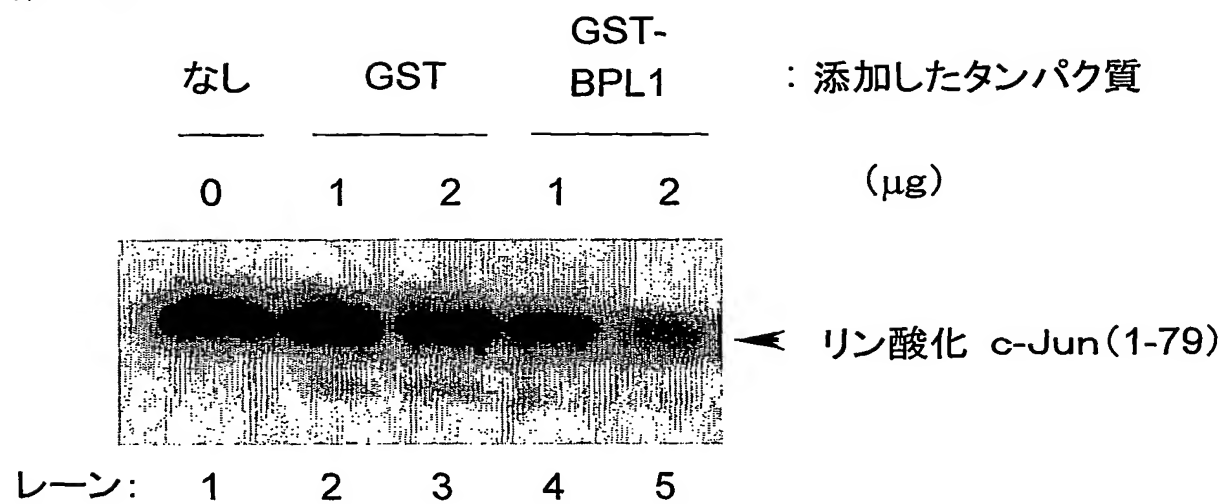 GST-
なし GST BPL1 : 添加したタンパク質
0 1 2 1 2 (μg)
リン酸化 c-Jun(1-79)
レーン: 1 2 3 4 5